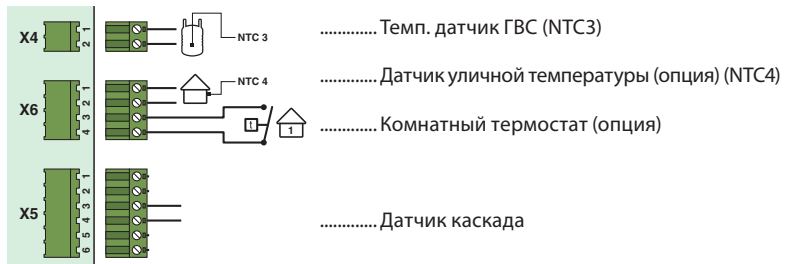 X4 1 2 NTC 3 ............. Темп. датчик ГВС (NTC3)
NTC 4 ............. Датчик уличной температуры (опция) (NTC4)
X6 1 2 3 4 t 1 ............. Комнатный термостат (опция)
X5 1 2 3 4 5 6 ............. Датчик каскада